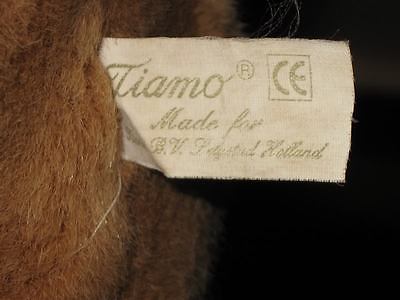 Tiamo® CE
Made for
B.V. Holland